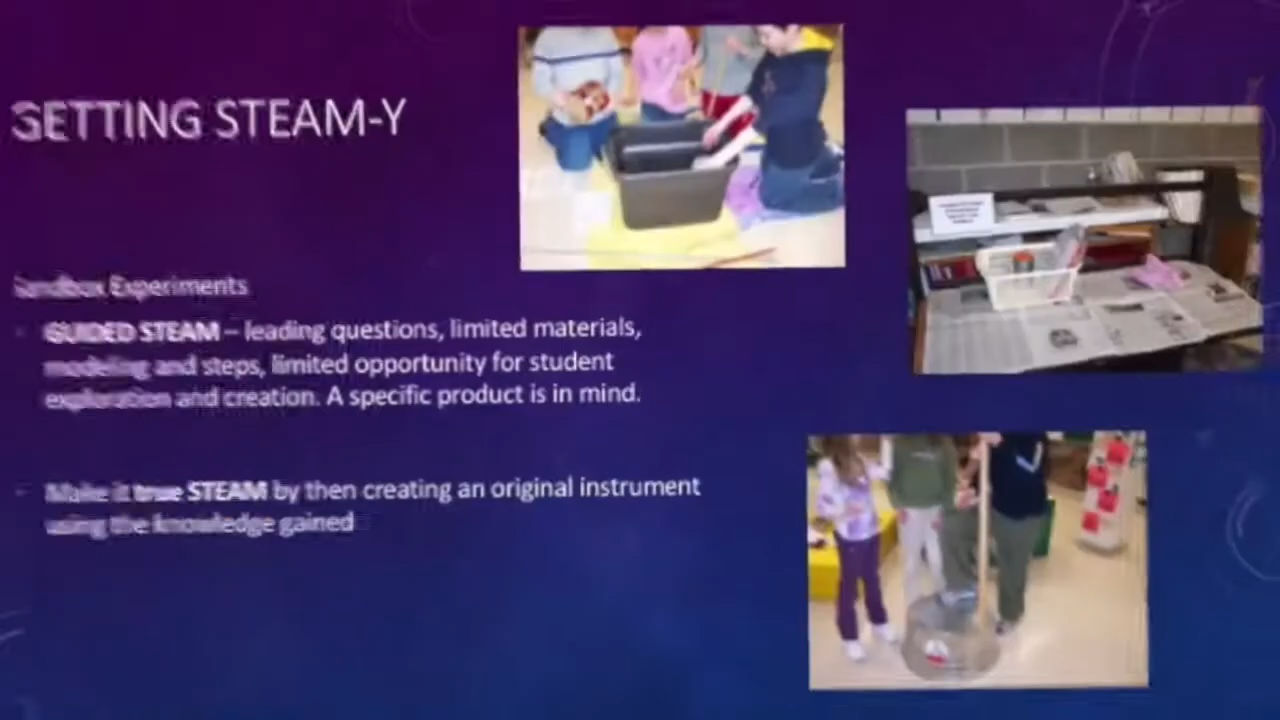 GETTING STEAM-Y
Sandbox Experiments
GUIDED STEAM – leading questions, limited materials,
modeling and steps, limited opportunity for student
exploration and creation. A specific product is in mind.
Make it true STEAM by then creating an original instrument
using the knowledge gained